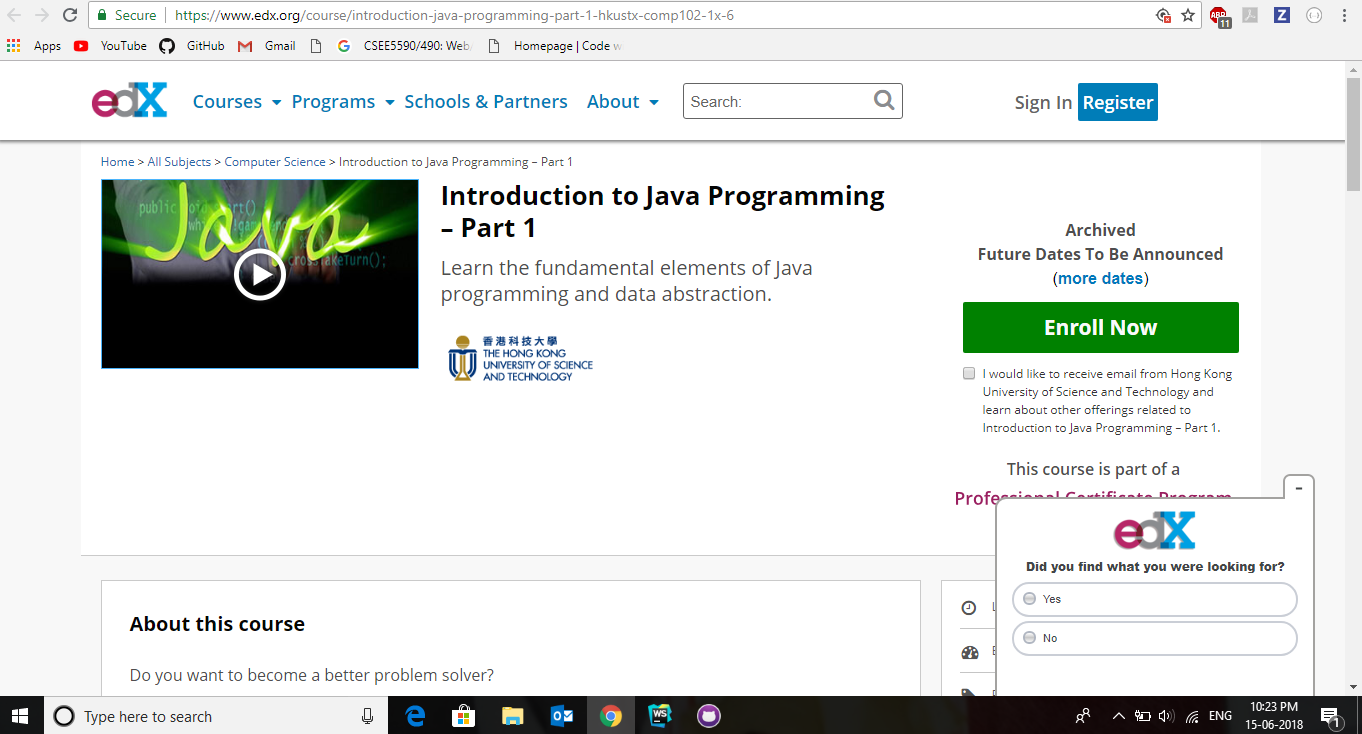 Secure https://www.edx.org/course/introduction-java-programming-part-1-hkustx-comp102-1x-6
ABP
11
Z
Apps YouTube GitHub Gmail CSEE5590/490: Web Homepage | Code w
edX Courses Programs Schools & Partners About Search: Sign In Register
Home > All Subjects > Computer Science > Introduction to Java Programming – Part 1
Java
Introduction to Java Programming
– Part 1
Learn the fundamental elements of Java
programming and data abstraction.
香港科技大學
THE HONG KONG
UNIVERSITY OF SCIENCE
AND TECHNOLOGY
Archived
Future Dates To Be Announced
(more dates)
Enroll Now
I would like to receive email from Hong Kong
University of Science and Technology and
learn about other offerings related to
Introduction to Java Programming – Part 1.
This course is part of a
Professional Certificate Program
-
edX
Did you find what you were looking for?
Yes
No
About this course
Do you want to become a better problem solver?
Type here to search
WS
ENG
10:23 PM
15-06-2018
1